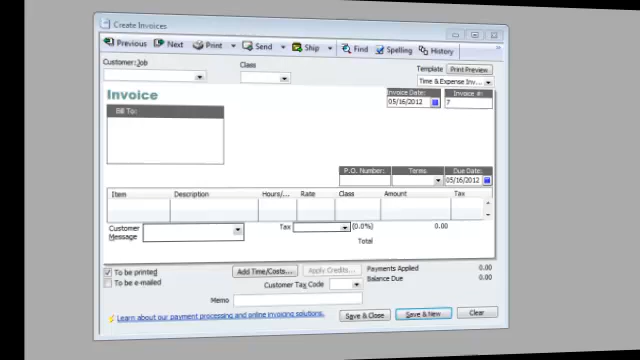 Create Invoices
Previous Next Print Send Ship Find Spelling History
Customer:Job Class Template Print Preview
Time & Expense Inv...
Invoice Invoice Date: Invoice #:
05/16/2012 7
Bill To:
P.O. Number: Terms Due Date:
05/16/2012
Item Description Hours/... Rate Class Amount Tax
Customer Message Tax (0.0%) 0.00
Total
To be printed Add Time/Costs... Apply Credits... Payments Applied 0.00
To be e-mailed Customer Tax Code Balance Due 0.00
Memo
Learn about our payment processing and online invoicing solutions. Save & Close Save & New Clear